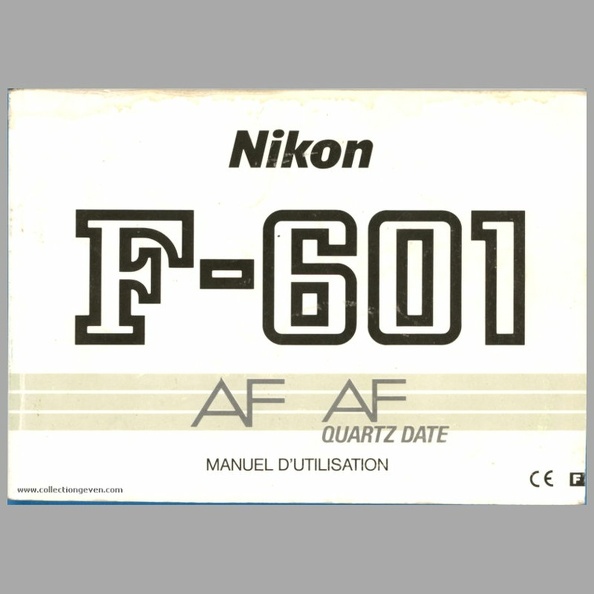 Nikon
F-601
AF AF
QUARTZ DATE
MANUEL D'UTILISATION
CE F
www.collectiongeven.com